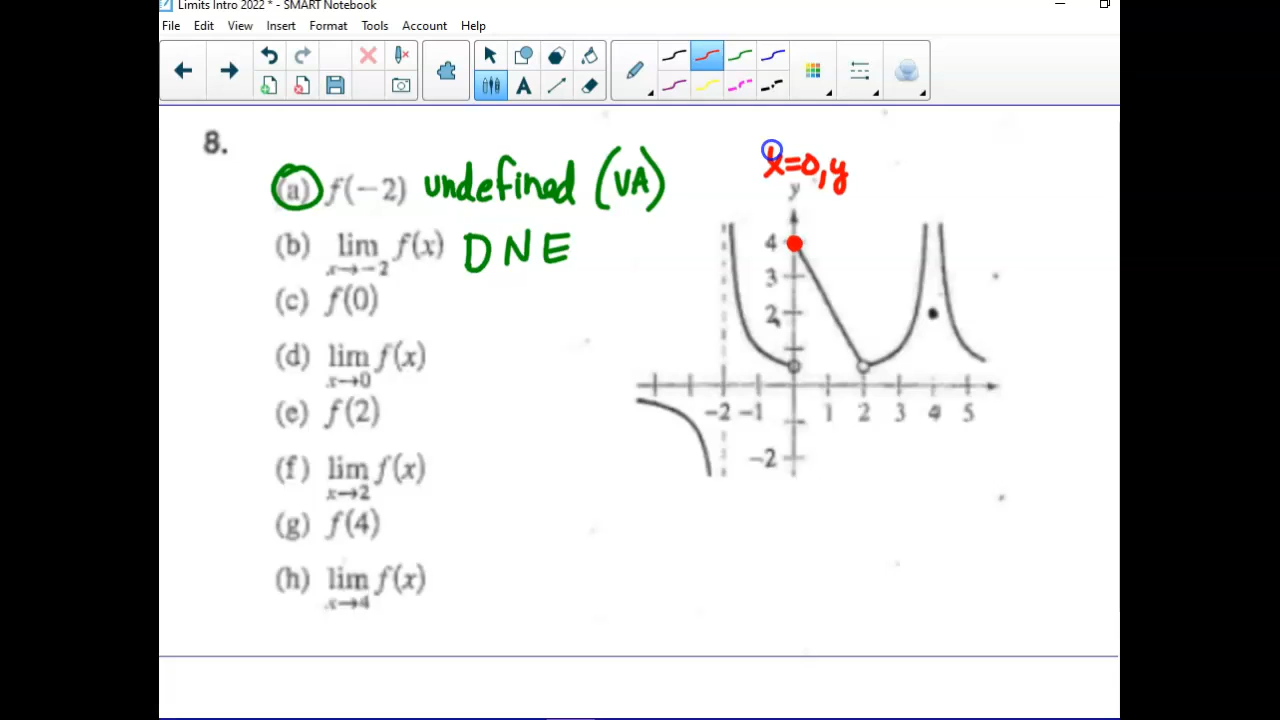 Limits Intro 2022 * - SMART Notebook
File Edit View Insert Format Tools Account Help
8.
(a) f(−2) undefined (VA)
(b) lim x→−2 f(x) DNE
(c) f(0)
(d) lim x→0 f(x)
(e) f(2)
(f) lim x→2 f(x)
(g) f(4)
(h) lim x→4 f(x)
x=0,y
y
4
3
2
-2 -1 1 2 3 4 5
-2